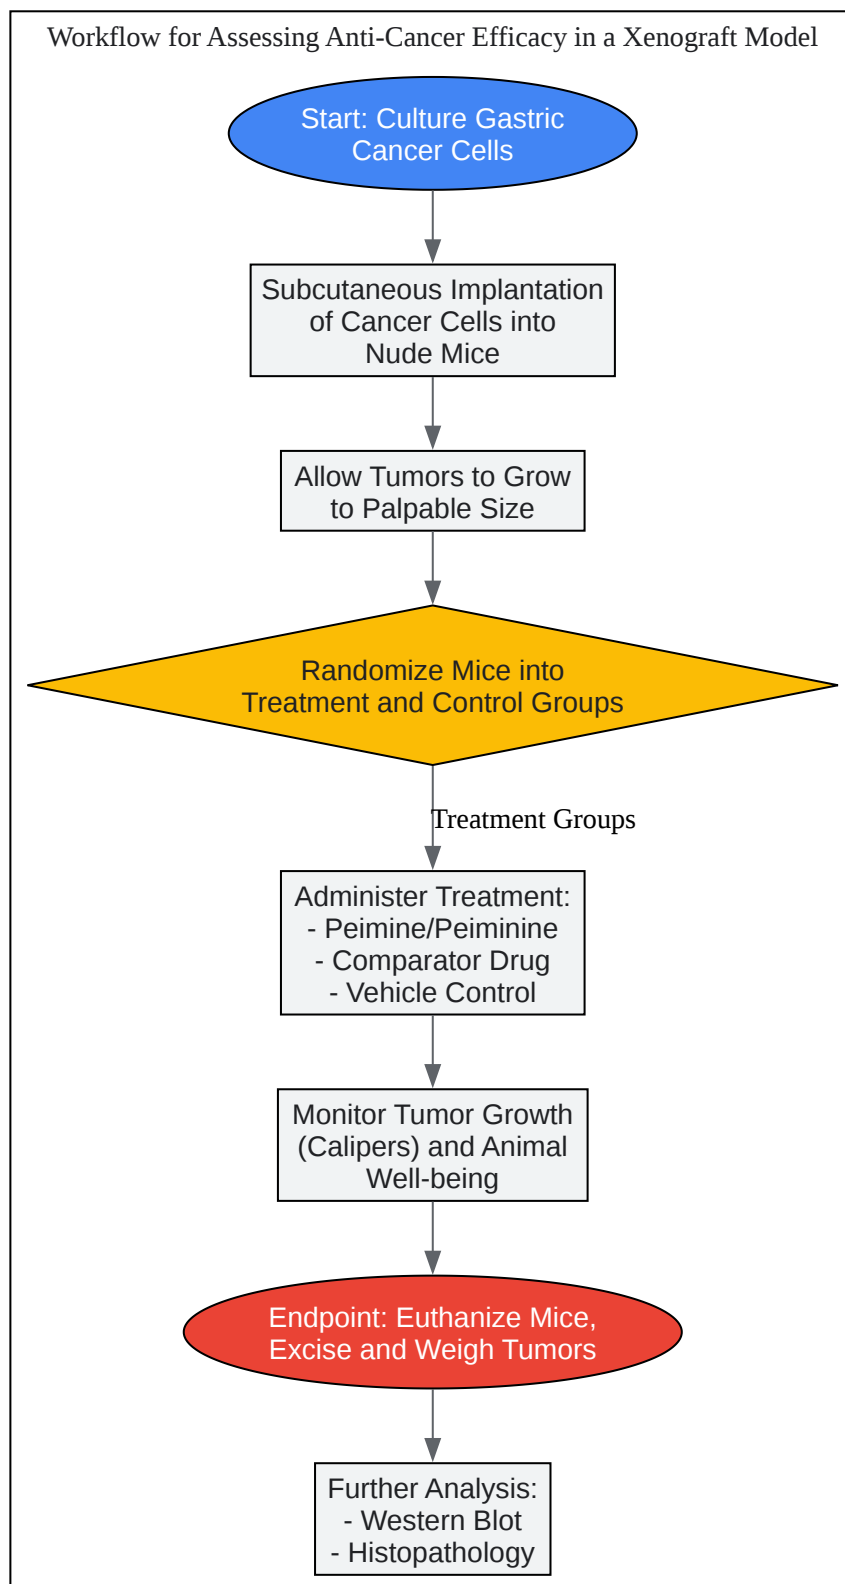 Workflow for Assessing Anti-Cancer Efficacy in a Xenograft Model
Start: Culture Gastric
Cancer Cells
Subcutaneous Implantation
of Cancer Cells into
Nude Mice
Allow Tumors to Grow
to Palpable Size
Randomize Mice into
Treatment and Control Groups
Treatment Groups
Administer Treatment:
- Peimine/Peiminine
- Comparator Drug
- Vehicle Control
Monitor Tumor Growth
(Calipers) and Animal
Well-being
Endpoint: Euthanize Mice,
Excise and Weigh Tumors
Further Analysis:
- Western Blot
- Histopathology